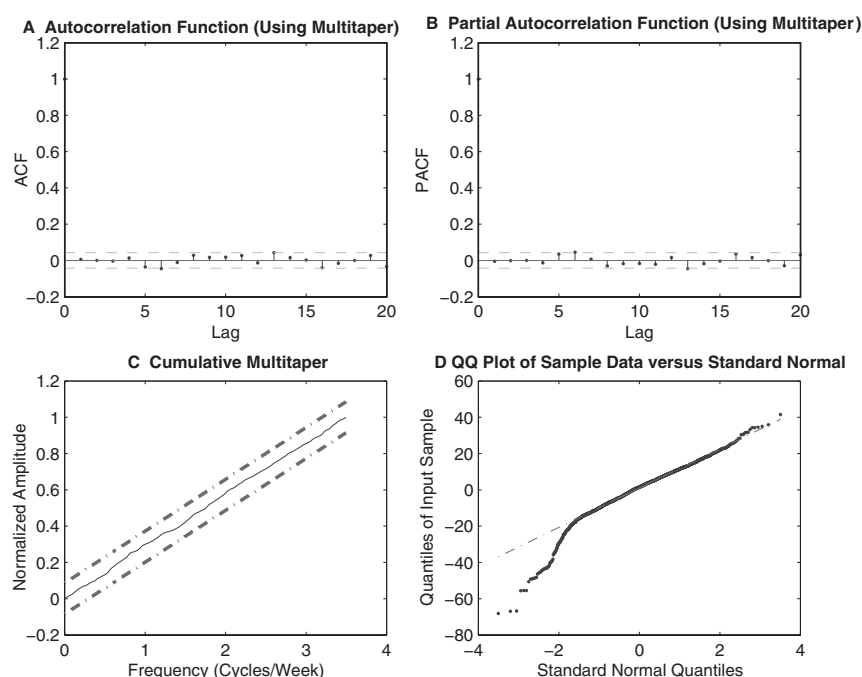 A Autocorrelation Function (Using Multitaper)
1.2
1
0.8
0.6
0.4
0.2
0
−0.2
ACF
0 5 10 15 20
Lag
B Partial Autocorrelation Function (Using Multitaper)
1.2
1
0.8
0.6
0.4
0.2
0
−0.2
PACF
0 5 10 15 20
Lag
C Cumulative Multitaper
1.2
1
0.8
0.6
0.4
0.2
0
−0.2
Normalized Amplitude
0 1 2 3 4
Frequency (Cycles/Week)
D QQ Plot of Sample Data versus Standard Normal
60
40
20
0
−20
−40
−60
−80
Quantiles of Input Sample
−4 −2 0 2 4
Standard Normal Quantiles